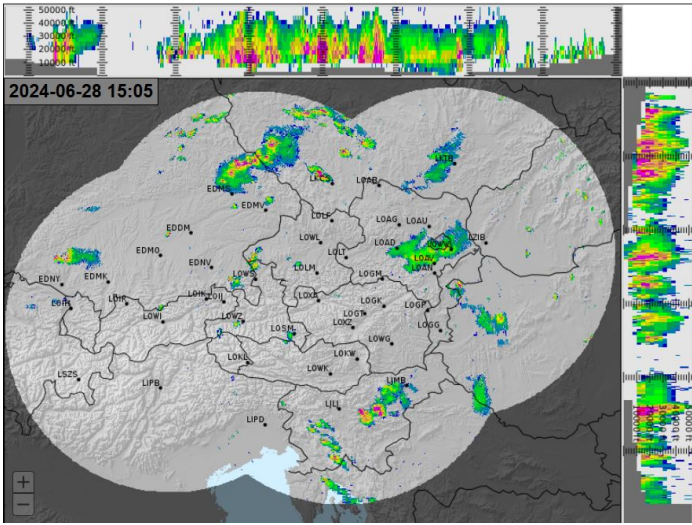 50000 ft
40000 ft
30000 ft
20000 ft
10000 ft
2024-06-28 15:05
LKTB
LKCS
LOAB
EDMS
EDMV
LOLF
LOAG
LOAU
EDDM
LOWL
LOAD
LZIB
EDMO
LOLT
LOAV
EDNV
LOLM
LOAN
EDNY
EDMK
LOWS
LOGM
LOIR
LOIK
LOIJ
LOXA
LOGK
LOGP
LOIH
LOGT
LOWI
LOWZ
LOXZ
LOSM
LOGG
LOWG
LOKL
LOKW
LSZS
LOWK
LIPB
LJMB
LJLJ
LIPD
+
−